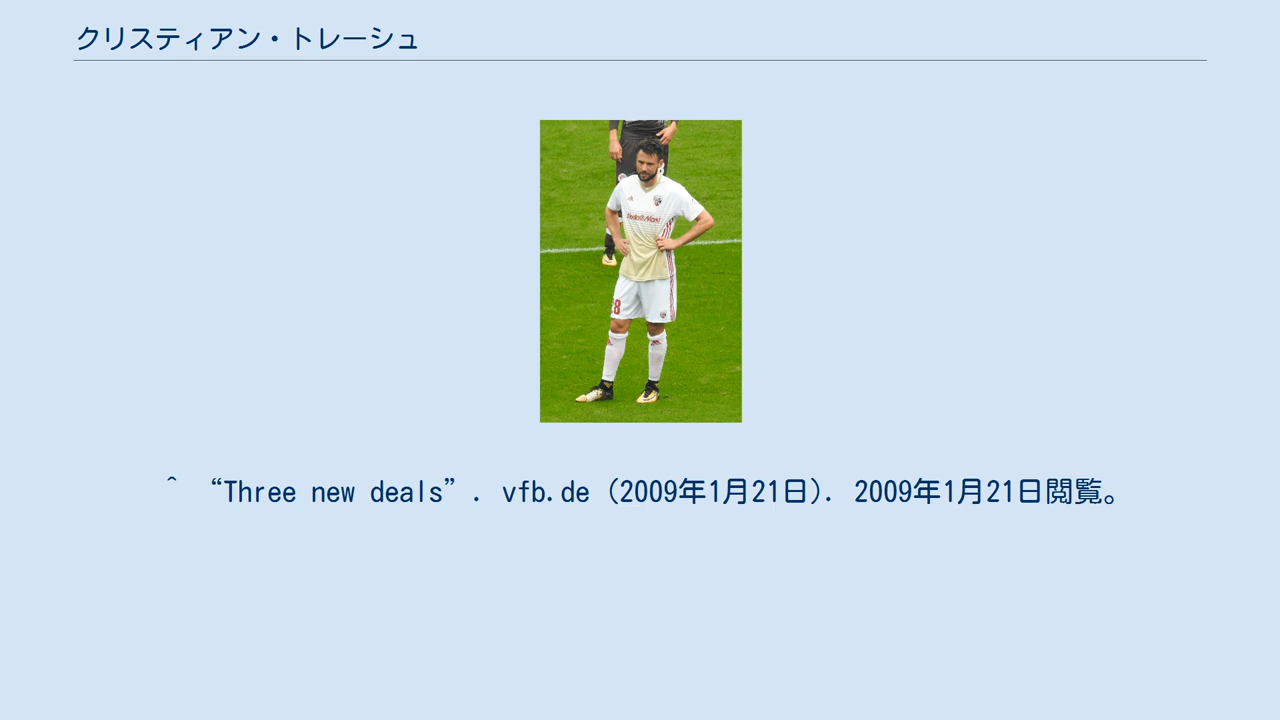 クリスティアン・トレーシュ
MediaMarkt
8
^ “Three new deals”. vfb.de (2009年1月21日). 2009年1月21日閲覧。